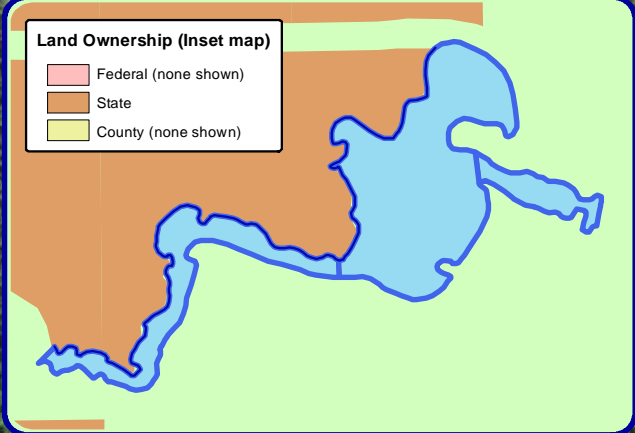 Land Ownership (Inset map)
Federal (none shown)
State
County (none shown)